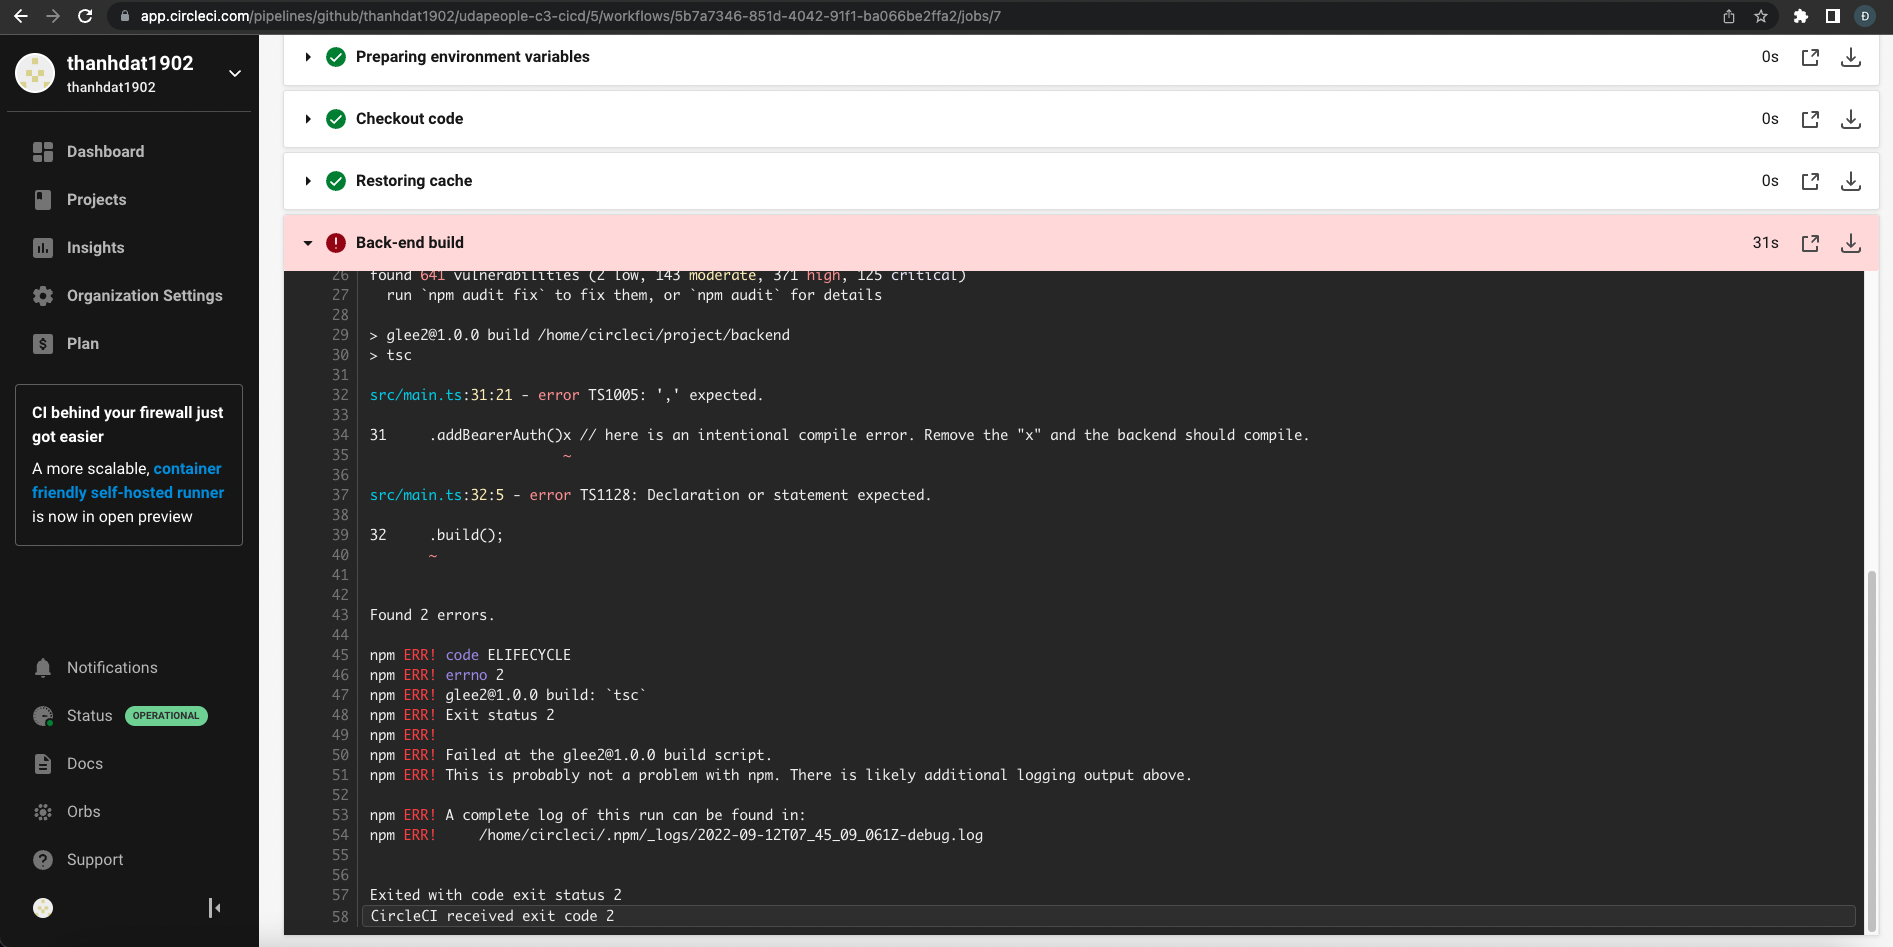 app.circleci.com/pipelines/github/thanhdat1902/udapeople-c3-cicd/5/workflows/5b7a7346-851d-4042-91f1-ba066be2ffa2/jobs/7
Đ
thanhdat1902
thanhdat1902
Dashboard
Projects
Insights
Organization Settings
Plan
CI behind your firewall just
got easier
A more scalable, container
friendly self-hosted runner
is now in open preview
Notifications
Status OPERATIONAL
Docs
Orbs
Support
Preparing environment variables 0s
Checkout code 0s
Restoring cache 0s
Back-end build 31s
26 found 641 vulnerabilities (2 low, 143 moderate, 371 high, 125 critical)
27 run `npm audit fix` to fix them, or `npm audit` for details
28
29 > glee2@1.0.0 build /home/circleci/project/backend
30 > tsc
31
32 src/main.ts:31:21 - error TS1005: ',' expected.
33
34 31 .addBearerAuth()x // here is an intentional compile error. Remove the "x" and the backend should compile.
35 ~
36
37 src/main.ts:32:5 - error TS1128: Declaration or statement expected.
38
39 32 .build();
40 ~
41
42
43 Found 2 errors.
44
45 npm ERR! code ELIFECYCLE
46 npm ERR! errno 2
47 npm ERR! glee2@1.0.0 build: `tsc`
48 npm ERR! Exit status 2
49 npm ERR!
50 npm ERR! Failed at the glee2@1.0.0 build script.
51 npm ERR! This is probably not a problem with npm. There is likely additional logging output above.
52
53 npm ERR! A complete log of this run can be found in:
54 npm ERR! /home/circleci/.npm/_logs/2022-09-12T07_45_09_061Z-debug.log
55
56
57 Exited with code exit status 2
58 CircleCI received exit code 2